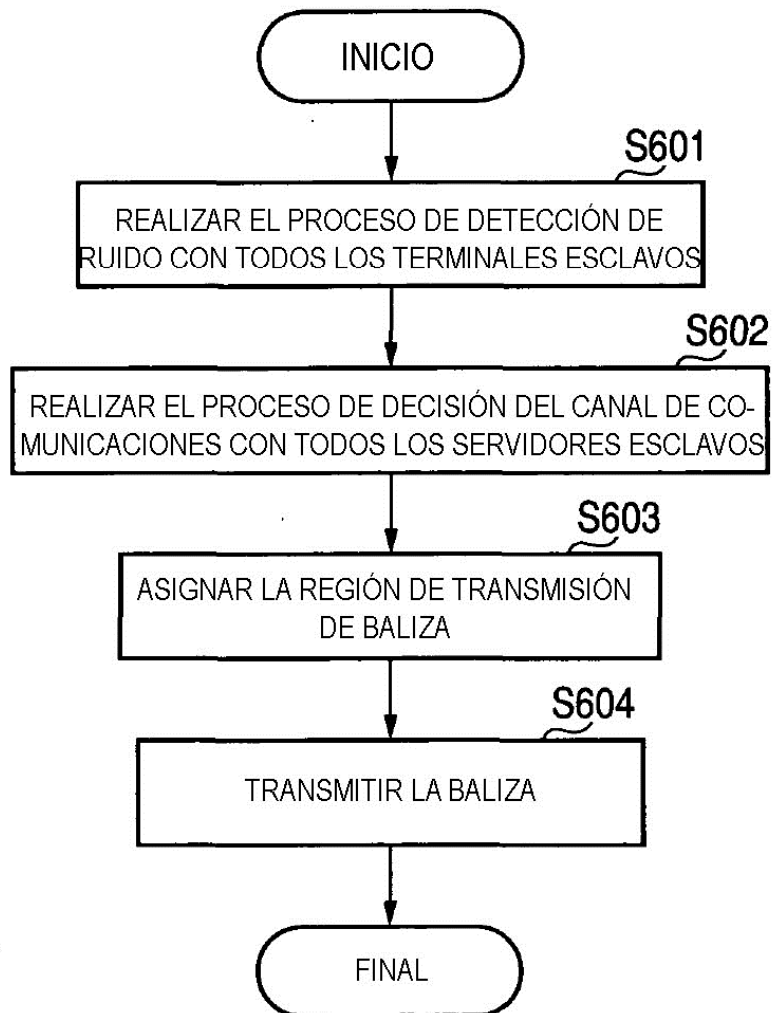 INICIO
S601
REALIZAR EL PROCESO DE DETECCIÓN DE
RUIDO CON TODOS LOS TERMINALES ESCLAVOS
S602
REALIZAR EL PROCESO DE DECISIÓN DEL CANAL DE CO-
MUNICACIONES CON TODOS LOS SERVIDORES ESCLAVOS
S603
ASIGNAR LA REGIÓN DE TRANSMISIÓN
DE BALIZA
S604
TRANSMITIR LA BALIZA
FINAL